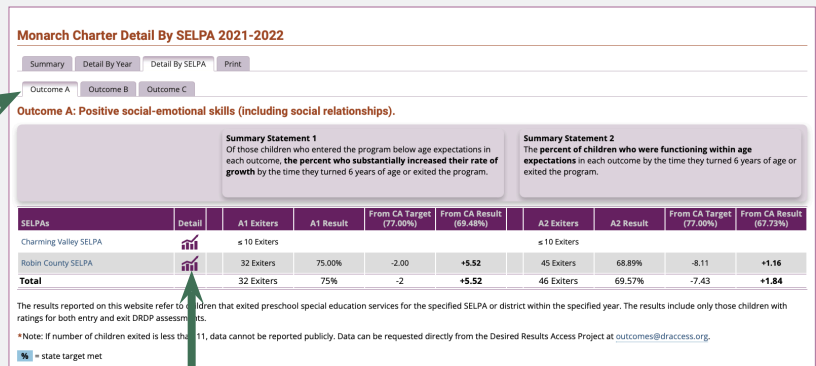 Monarch Charter Detail By SELPA 2021-2022
Summary Detail By Year Detail By SELPA Print
Outcome A Outcome B Outcome C
Outcome A: Positive social-emotional skills (including social relationships).
Summary Statement 1
Of those children who entered the program below age expectations in
each outcome, the percent who substantially increased their rate of
growth by the time they turned 6 years of age or exited the program.
Summary Statement 2
The percent of children who were functioning within age
expectations in each outcome by the time they turned 6 years of age or
exited the program.
SELPAs Detail A1 Exiters A1 Result From CA Target (77.00%) From CA Result (69.48%) A2 Exiters A2 Result From CA Target (77.00%) From CA Result (67.73%)
Charming Valley SELPA ≤ 10 Exiters ≤ 10 Exiters
Robin County SELPA 32 Exiters 75.00% -2.00 +5.52 45 Exiters 68.89% -8.11 +1.16
Total 32 Exiters 75% -2 +5.52 46 Exiters 69.57% -7.43 +1.84
The results reported on this website refer to children that exited preschool special education services for the specified SELPA or district within the specified year. The results include only those children with
ratings for both entry and exit DRDP assessments.
*Note: If number of children exited is less than 11, data cannot be reported publicly. Data can be requested directly from the Desired Results Access Project at outcomes@draccess.org.
% = state target met